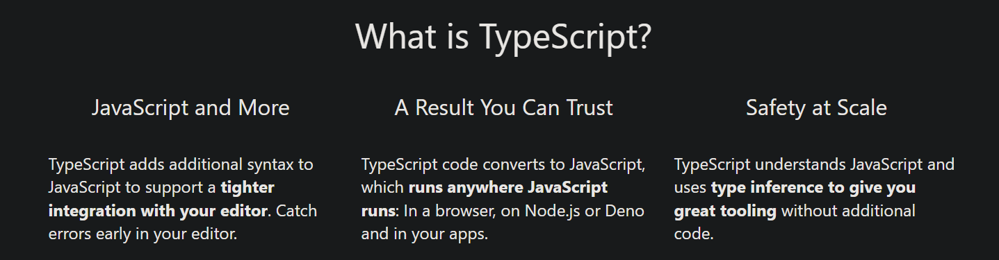 What is TypeScript?
JavaScript and More
TypeScript adds additional syntax to
JavaScript to support a tighter
integration with your editor. Catch
errors early in your editor.
A Result You Can Trust
TypeScript code converts to JavaScript,
which runs anywhere JavaScript
runs: In a browser, on Node.js or Deno
and in your apps.
Safety at Scale
TypeScript understands JavaScript and
uses type inference to give you
great tooling without additional
code.